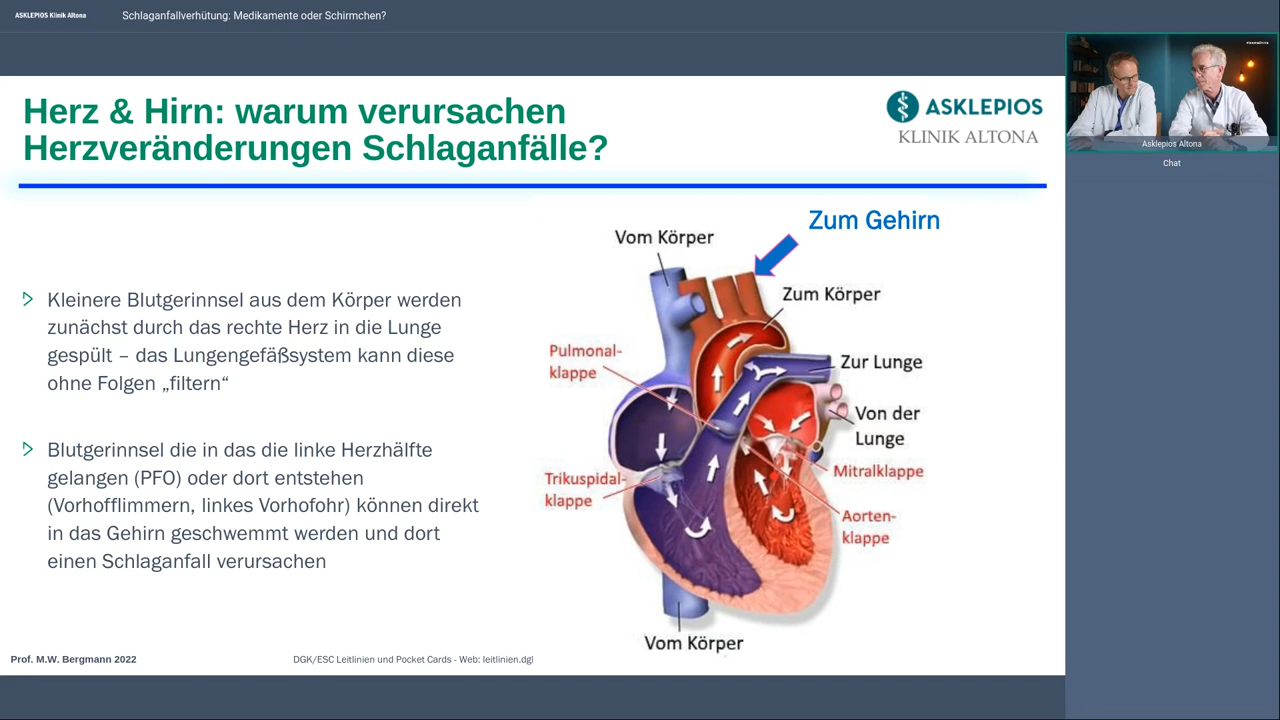 ASKLEPIOS Klinik Altona
Schlaganfallverhütung: Medikamente oder Schirmchen?
Herz & Hirn: warum verursachen
Herzveränderungen Schlaganfälle?
ASKLEPIOS
KLINIK ALTONA
Asklepios Altona
Chat
Kleinere Blutgerinnsel aus dem Körper werden
zunächst durch das rechte Herz in die Lunge
gespült – das Lungengefäßsystem kann diese
ohne Folgen „filtern“
Blutgerinnsel die in das die linke Herzhälfte
gelangen (PFO) oder dort entstehen
(Vorhofflimmern, linkes Vorhofohr) können direkt
in das Gehirn geschwemmt werden und dort
einen Schlaganfall verursachen
Zum Gehirn
Vom Körper
Zum Körper
Pulmonal-
klappe
Zur Lunge
Von der
Lunge
Mitralklappe
Trikuspidal-
klappe
Aorten-
klappe
Vom Körper
Prof. M.W. Bergmann 2022
DGK/ESC Leitlinien und Pocket Cards - Web: leitlinien.dg